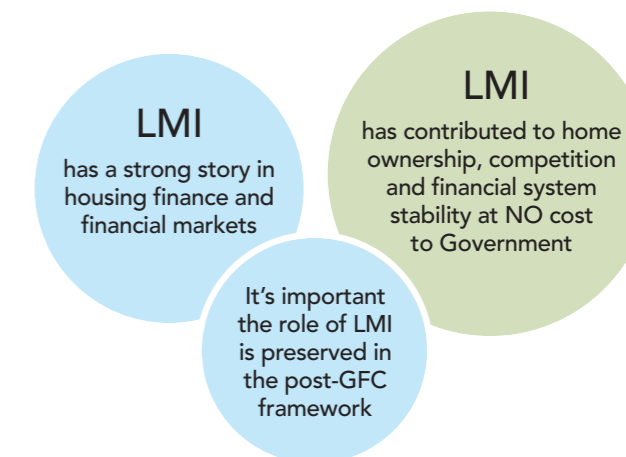 LMI
has a strong story in
housing finance and
financial markets
LMI
has contributed to home
ownership, competition
and financial system
stability at NO cost
to Government
It’s important
the role of LMI
is preserved in
the post-GFC
framework